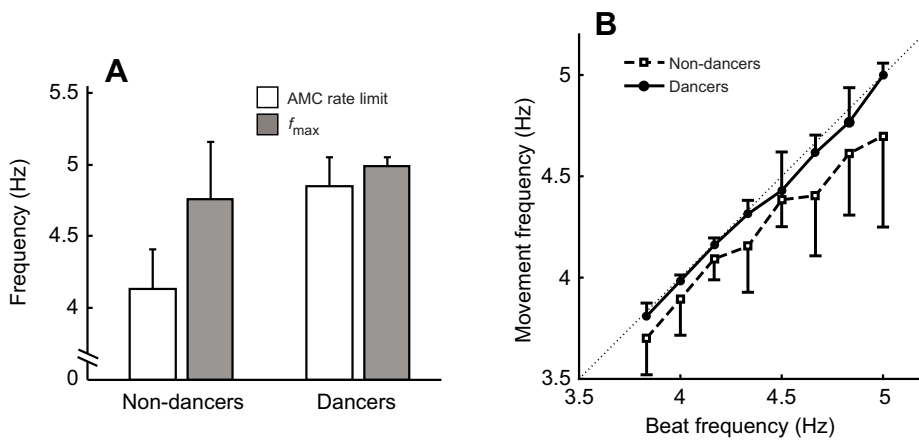 A
AMC rate limit
fmax
5.5
5
4.5
4
0
Frequency (Hz)
Non-dancers
Dancers
B
Non-dancers
Dancers
5
4.5
4
3.5
Movement frequency (Hz)
3.5
4
4.5
5
Beat frequency (Hz)